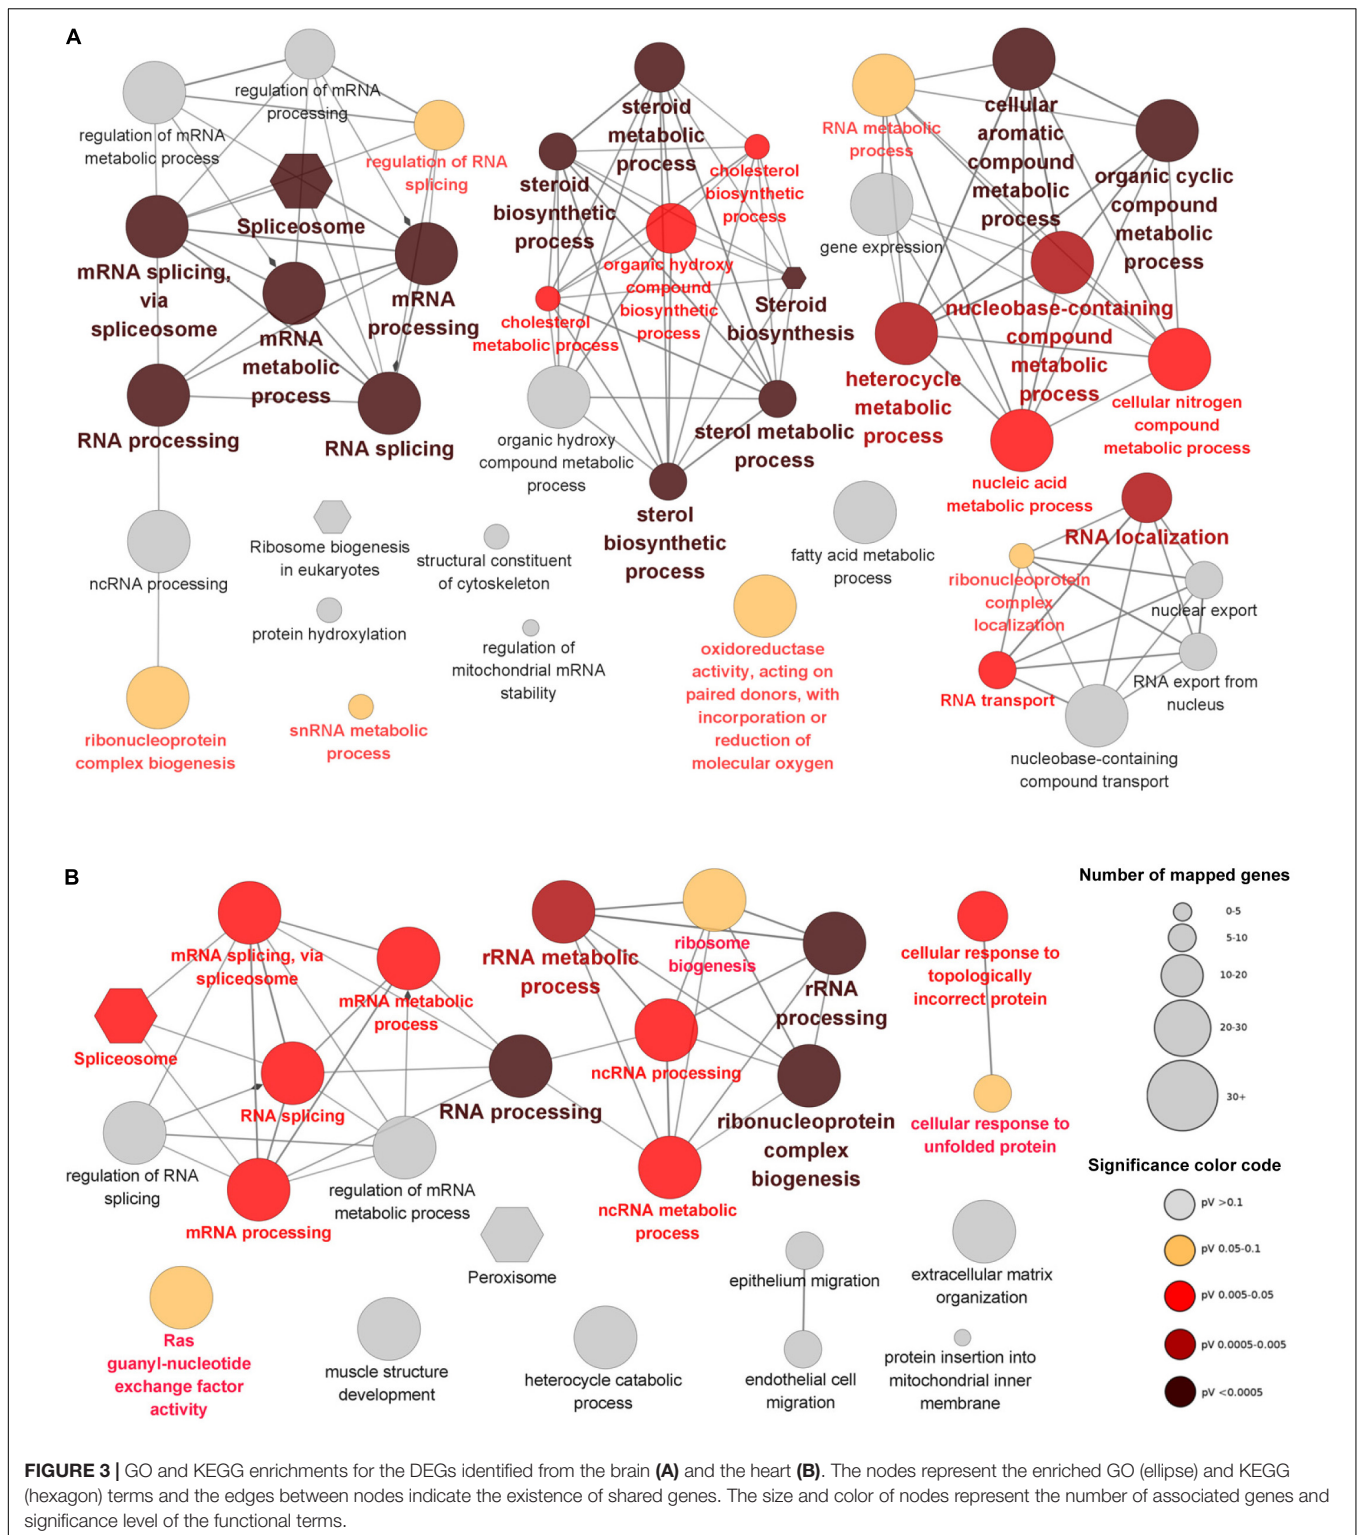 A
regulation of mRNA
metabolic process
regulation of mRNA
processing
regulation of RNA
splicing
Spliceosome
mRNA splicing,
via
spliceosome
mRNA
metabolic
process
mRNA
processing
RNA processing
RNA splicing
ncRNA processing
ribonucleoprotein
complex biogenesis
Ribosome biogenesis
in eukaryotes
protein hydroxylation
snRNA metabolic
process
structural constituent
of cytoskeleton
regulation of
mitochondrial mRNA
stability
steroid
metabolic
process
steroid
biosynthetic
process
cholesterol
biosynthetic
process
organic hydroxy
compound
biosynthetic
process
cholesterol
metabolic process
Steroid
biosynthesis
organic hydroxy
compound metabolic
process
sterol metabolic
process
sterol
biosynthetic
process
fatty acid metabolic
process
oxidoreductase
activity, acting on
paired donors, with
incorporation or
reduction of
molecular oxygen
RNA metabolic
process
cellular
aromatic
compound
metabolic
process
organic cyclic
compound
metabolic
process
gene expression
nucleobase-containing
compound
metabolic
process
heterocycle
metabolic
process
cellular nitrogen
compound
metabolic process
nucleic acid
metabolic process
RNA localization
ribonucleoprotein
complex
localization
nuclear export
RNA transport
RNA export from
nucleus
nucleobase-containing
compound transport
B
mRNA splicing, via
spliceosome
mRNA metabolic
process
Spliceosome
RNA splicing
regulation of RNA
splicing
mRNA processing
regulation of mRNA
metabolic process
RNA processing
rRNA metabolic
process
ribosome
biogenesis
rRNA
processing
ncRNA processing
ribonucleoprotein
complex
biogenesis
ncRNA metabolic
process
cellular response to
topologically
incorrect protein
cellular response to
unfolded protein
Peroxisome
Ras
guanyl-nucleotide
exchange factor
activity
muscle structure
development
heterocycle catabolic
process
epithelium migration
endothelial cell
migration
extracellular matrix
organization
protein insertion into
mitochondrial inner
membrane
Number of mapped genes
0-5
5-10
10-20
20-30
30+
Significance color code
pV >0.1
pV 0.05-0.1
pV 0.005-0.05
pV 0.0005-0.005
pV <0.0005
FIGURE 3 | GO and KEGG enrichments for the DEGs identified from the brain (A) and the heart (B). The nodes represent the enriched GO (ellipse) and KEGG
(hexagon) terms and the edges between nodes indicate the existence of shared genes. The size and color of nodes represent the number of associated genes and
significance level of the functional terms.